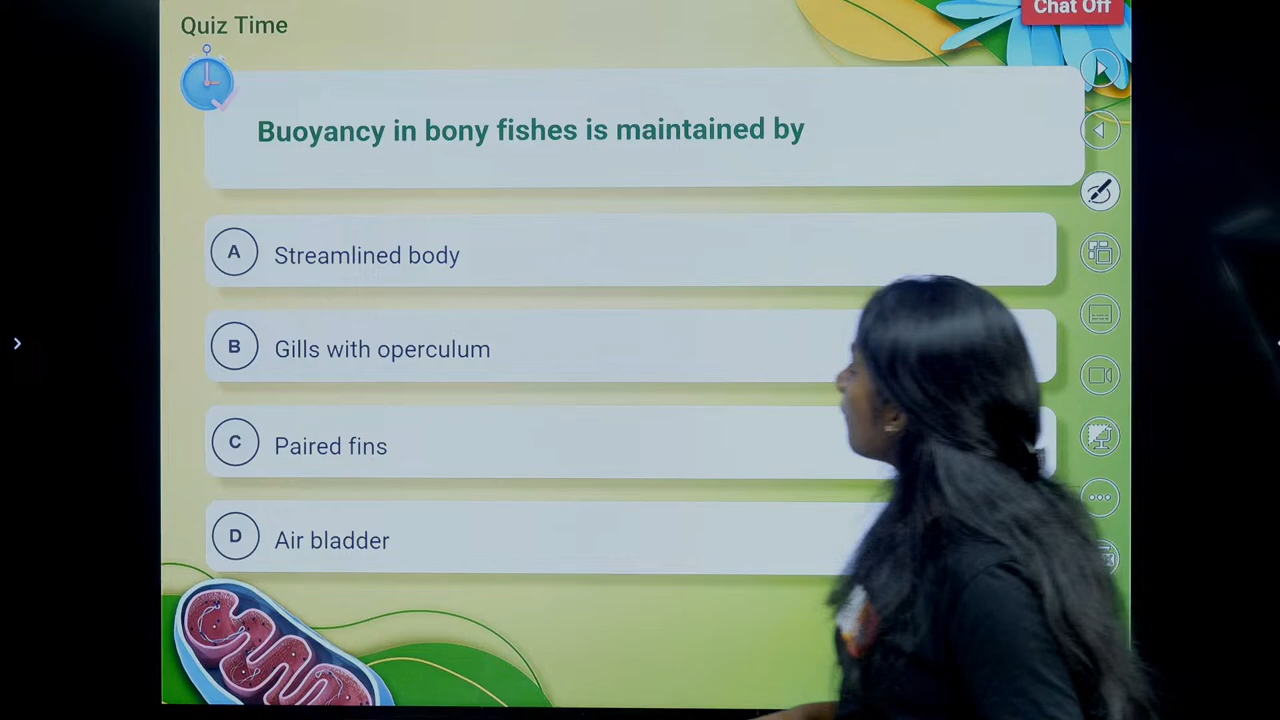 Quiz Time
Chat Off
Buoyancy in bony fishes is maintained by
A Streamlined body
B Gills with operculum
C Paired fins
D Air bladder